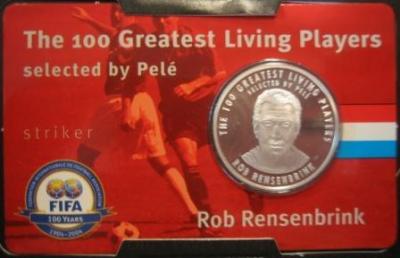 The 100 Greatest Living Players
selected by Pelé
THE 100 GREATEST LIVING PLAYERS
SELECTED BY PELÉ
striker
ROB RENSENBRINK
FIFA
100 YEARS
1904-2004
Rob Rensenbrink